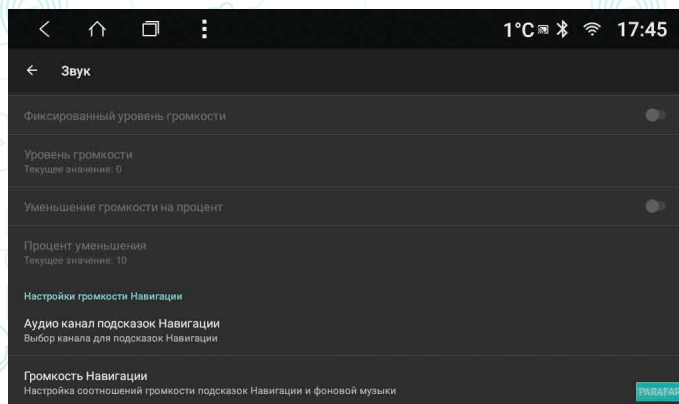 1°C 17:45
Звук
Фиксированный уровень громкости
Уровень громкости
Текущее значение: 0
Уменьшение громкости на процент
Процент уменьшения
Текущее значение: 10
Настройки громкости Навигации
Аудио канал подсказок Навигации
Выбор канала для подсказок Навигации
Громкость Навигации
Настройка соотношений громкости подсказок Навигации и фоновой музыки
PARAFAR